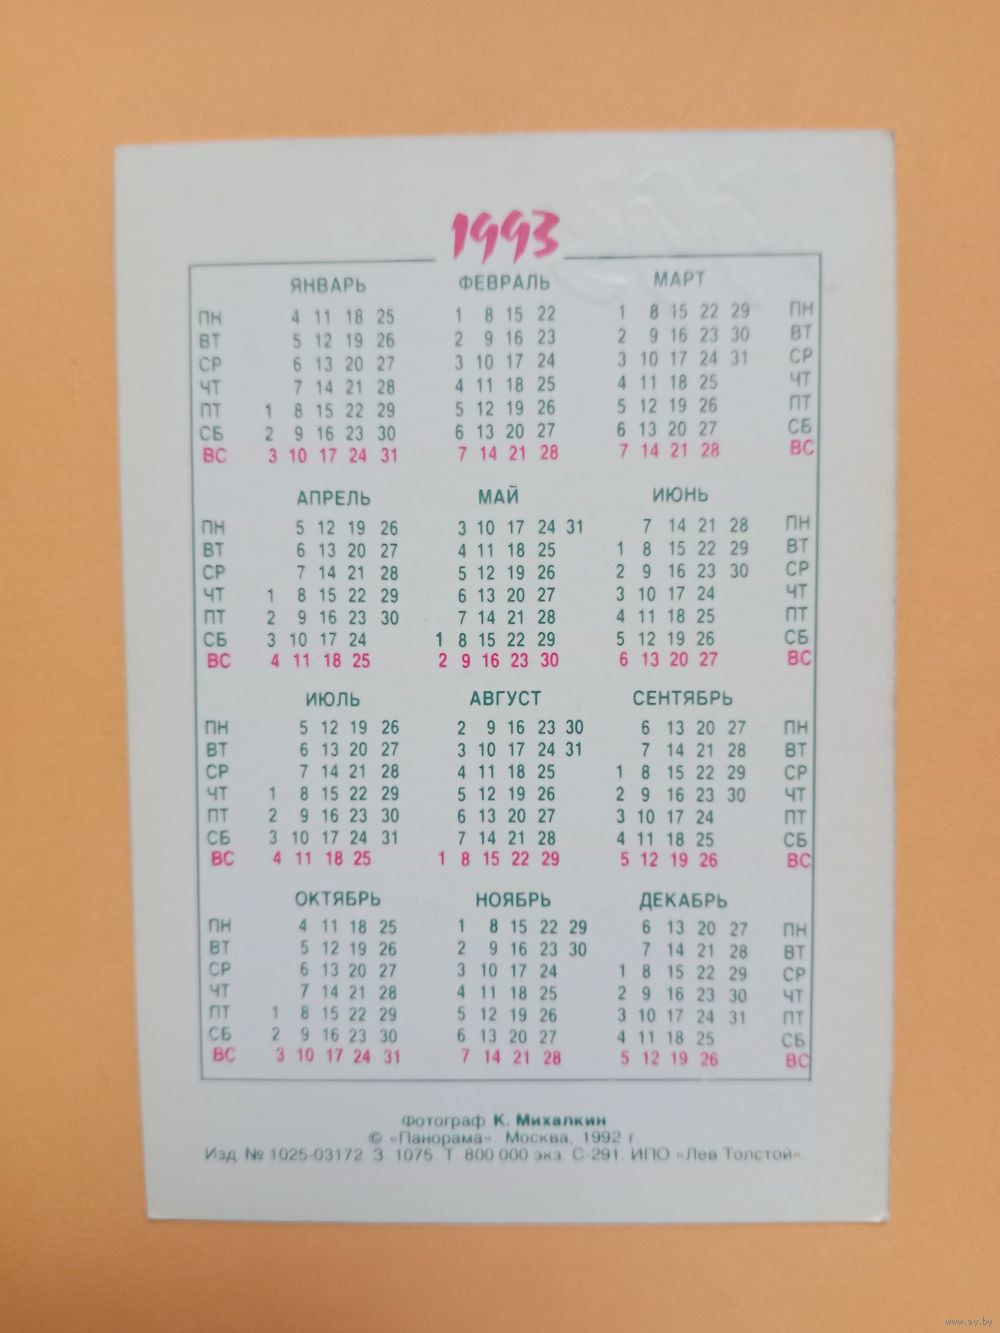 1993
ЯНВАРЬ ФЕВРАЛЬ МАРТ
ПН 4 11 18 25 1 8 15 22 1 8 15 22 29 ПН
ВТ 5 12 19 26 2 9 16 23 2 9 16 23 30 ВТ
СР 6 13 20 27 3 10 17 24 3 10 17 24 31 СР
ЧТ 7 14 21 28 4 11 18 25 4 11 18 25 ЧТ
ПТ 1 8 15 22 29 5 12 19 26 5 12 19 26 ПТ
СБ 2 9 16 23 30 6 13 20 27 6 13 20 27 СБ
ВС 3 10 17 24 31 7 14 21 28 7 14 21 28 ВС
АПРЕЛЬ МАЙ ИЮНЬ
ПН 5 12 19 26 3 10 17 24 31 7 14 21 28 ПН
ВТ 6 13 20 27 4 11 18 25 1 8 15 22 29 ВТ
СР 7 14 21 28 5 12 19 26 2 9 16 23 30 СР
ЧТ 1 8 15 22 29 6 13 20 27 3 10 17 24 ЧТ
ПТ 2 9 16 23 30 7 14 21 28 4 11 18 25 ПТ
СБ 3 10 17 24 1 8 15 22 29 5 12 19 26 СБ
ВС 4 11 18 25 2 9 16 23 30 6 13 20 27 ВС
ИЮЛЬ АВГУСТ СЕНТЯБРЬ
ПН 5 12 19 26 2 9 16 23 30 6 13 20 27 ПН
ВТ 6 13 20 27 3 10 17 24 31 7 14 21 28 ВТ
СР 7 14 21 28 4 11 18 25 1 8 15 22 29 СР
ЧТ 1 8 15 22 29 5 12 19 26 2 9 16 23 30 ЧТ
ПТ 2 9 16 23 30 6 13 20 27 3 10 17 24 ПТ
СБ 3 10 17 24 31 7 14 21 28 4 11 18 25 СБ
ВС 4 11 18 25 1 8 15 22 29 5 12 19 26 ВС
ОКТЯБРЬ НОЯБРЬ ДЕКАБРЬ
ПН 4 11 18 25 1 8 15 22 29 6 13 20 27 ПН
ВТ 5 12 19 26 2 9 16 23 30 7 14 21 28 ВТ
СР 6 13 20 27 3 10 17 24 1 8 15 22 29 СР
ЧТ 7 14 21 28 4 11 18 25 2 9 16 23 30 ЧТ
ПТ 1 8 15 22 29 5 12 19 26 3 10 17 24 31 ПТ
СБ 2 9 16 23 30 6 13 20 27 4 11 18 25 СБ
ВС 3 10 17 24 31 7 14 21 28 5 12 19 26 ВС
Фотограф К. Михалкин
© «Панорама». Москва, 1992 г.
Изд. № 1025-03172. З. 1075. Т. 800 000 экз. С-291. ИПО «Лев Толстой»
www.ay.by